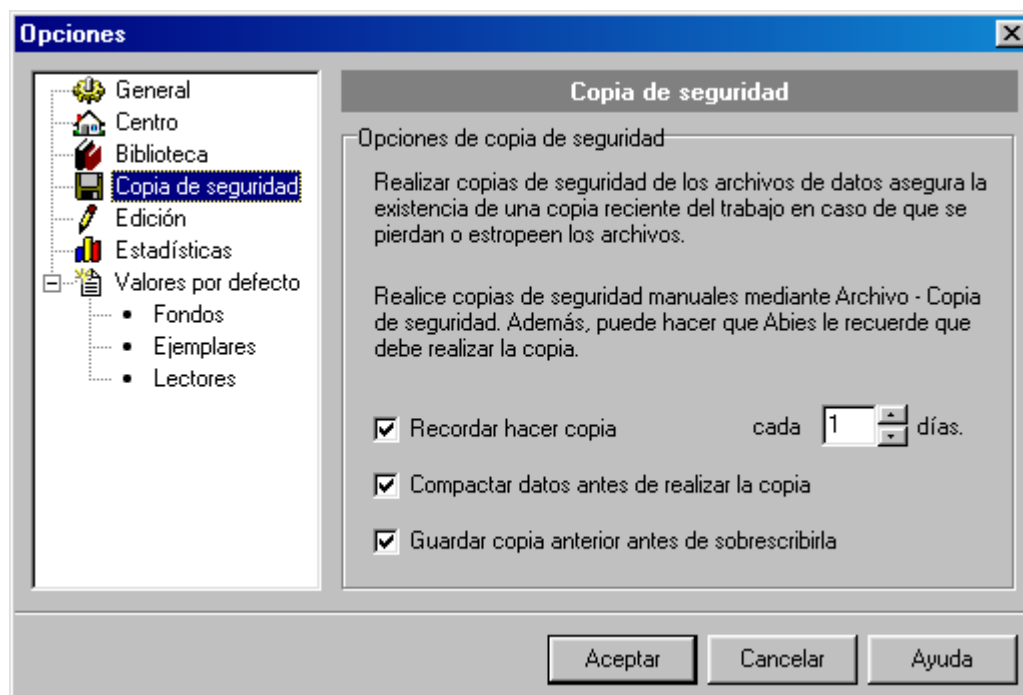 Opciones
General
Centro
Biblioteca
Copia de seguridad
Edición
Estadísticas
Valores por defecto
Fondos
Ejemplares
Lectores
Copia de seguridad
Opciones de copia de seguridad
Realizar copias de seguridad de los archivos de datos asegura la
existencia de una copia reciente del trabajo en caso de que se
pierdan o estropeen los archivos.
Realice copias de seguridad manuales mediante Archivo - Copia
de seguridad. Además, puede hacer que Abies le recuerde que
debe realizar la copia.
Recordar hacer copia cada 1 días.
Compactar datos antes de realizar la copia
Guardar copia anterior antes de sobrescribirla
Aceptar Cancelar Ayuda